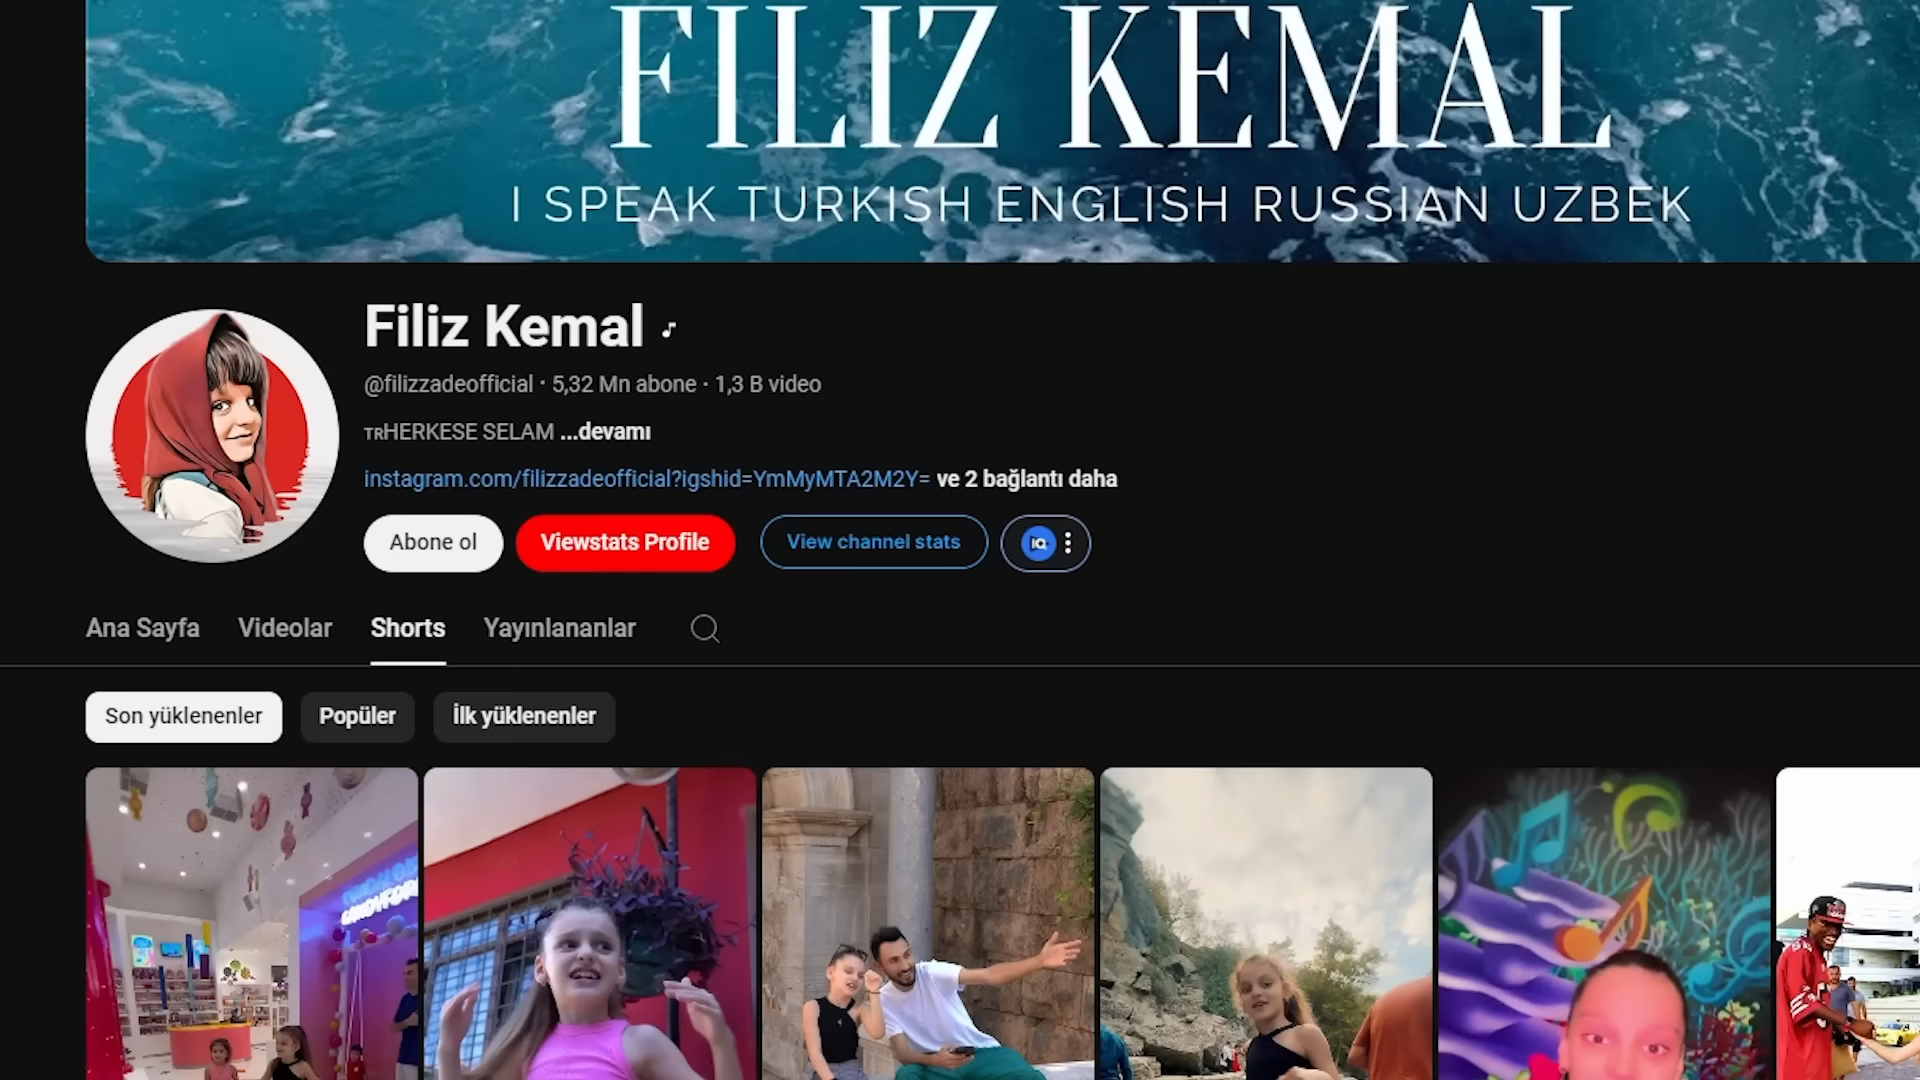 FILIZ KEMAL
I SPEAK TURKISH ENGLISH RUSSIAN UZBEK
Filiz Kemal
@filizzadeofficial · 5,32 Mn abone · 1,3 B video
TRHERKESE SELAM ...devamı
instagram.com/filizzadeofficial?igshid=YmMyMTA2M2Y= ve 2 bağlantı daha
Abone ol
Viewstats Profile
View channel stats
IQ
Ana Sayfa
Videolar
Shorts
Yayınlananlar
Son yüklenenler
Popüler
İlk yüklenenler